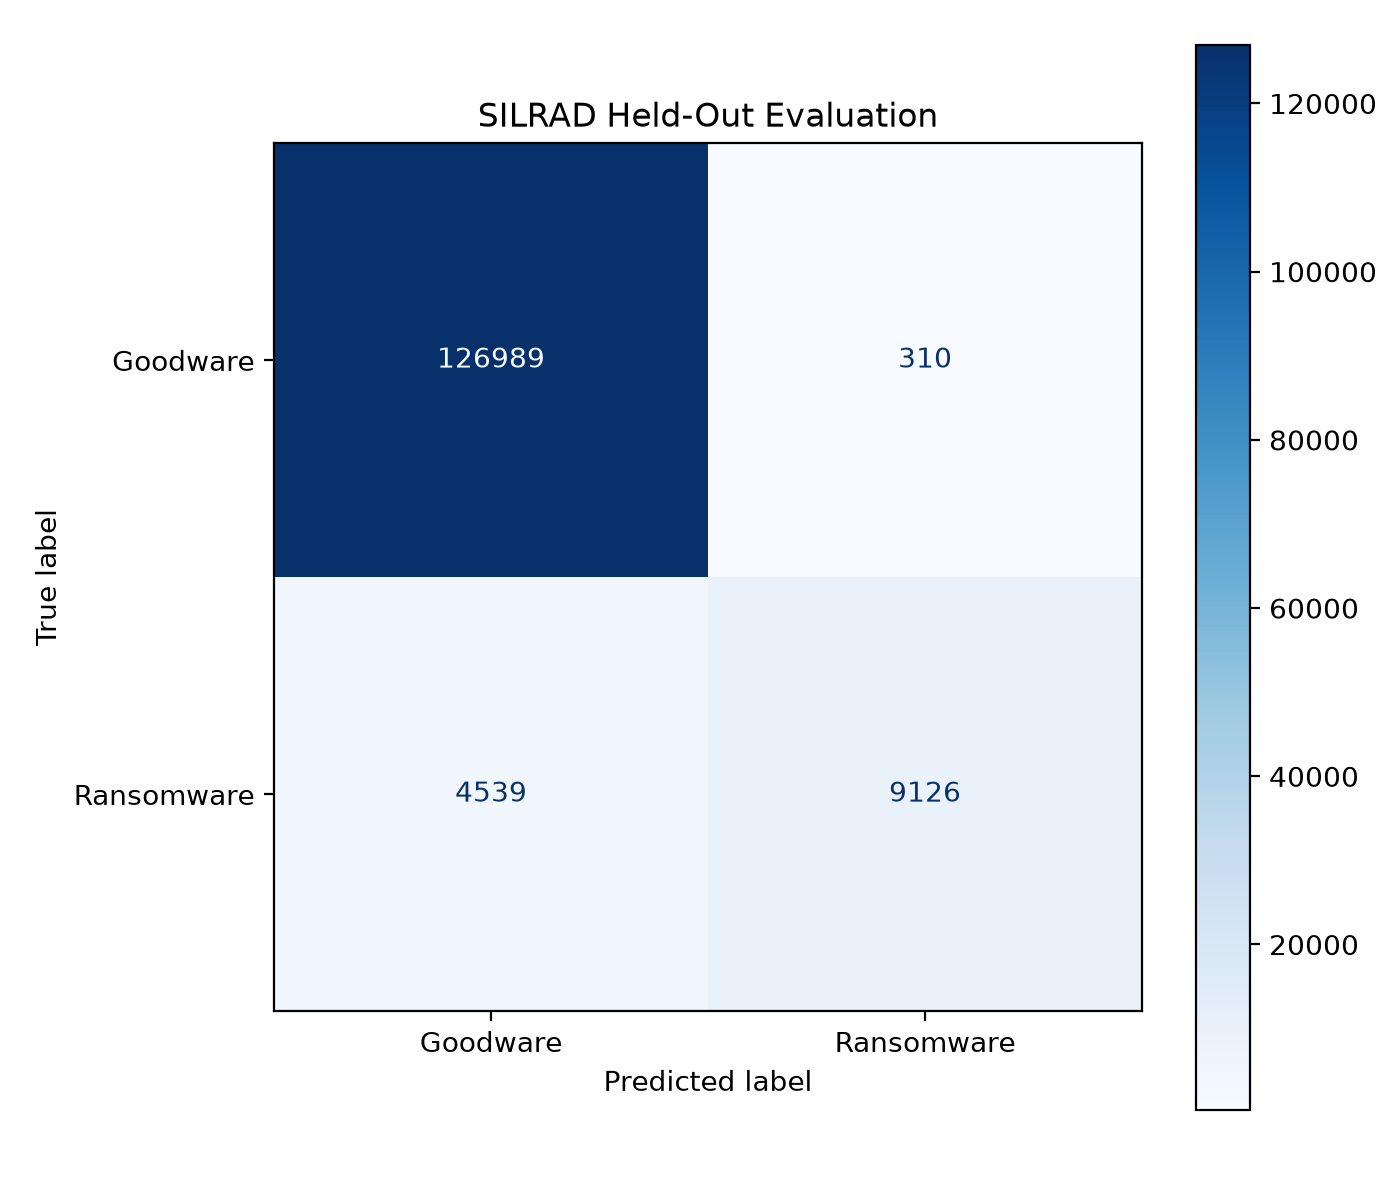 SILRAD Held-Out Evaluation
120000
100000
80000
60000
40000
20000
True label
Goodware
126989
310
Ransomware
4539
9126
Goodware
Ransomware
Predicted label